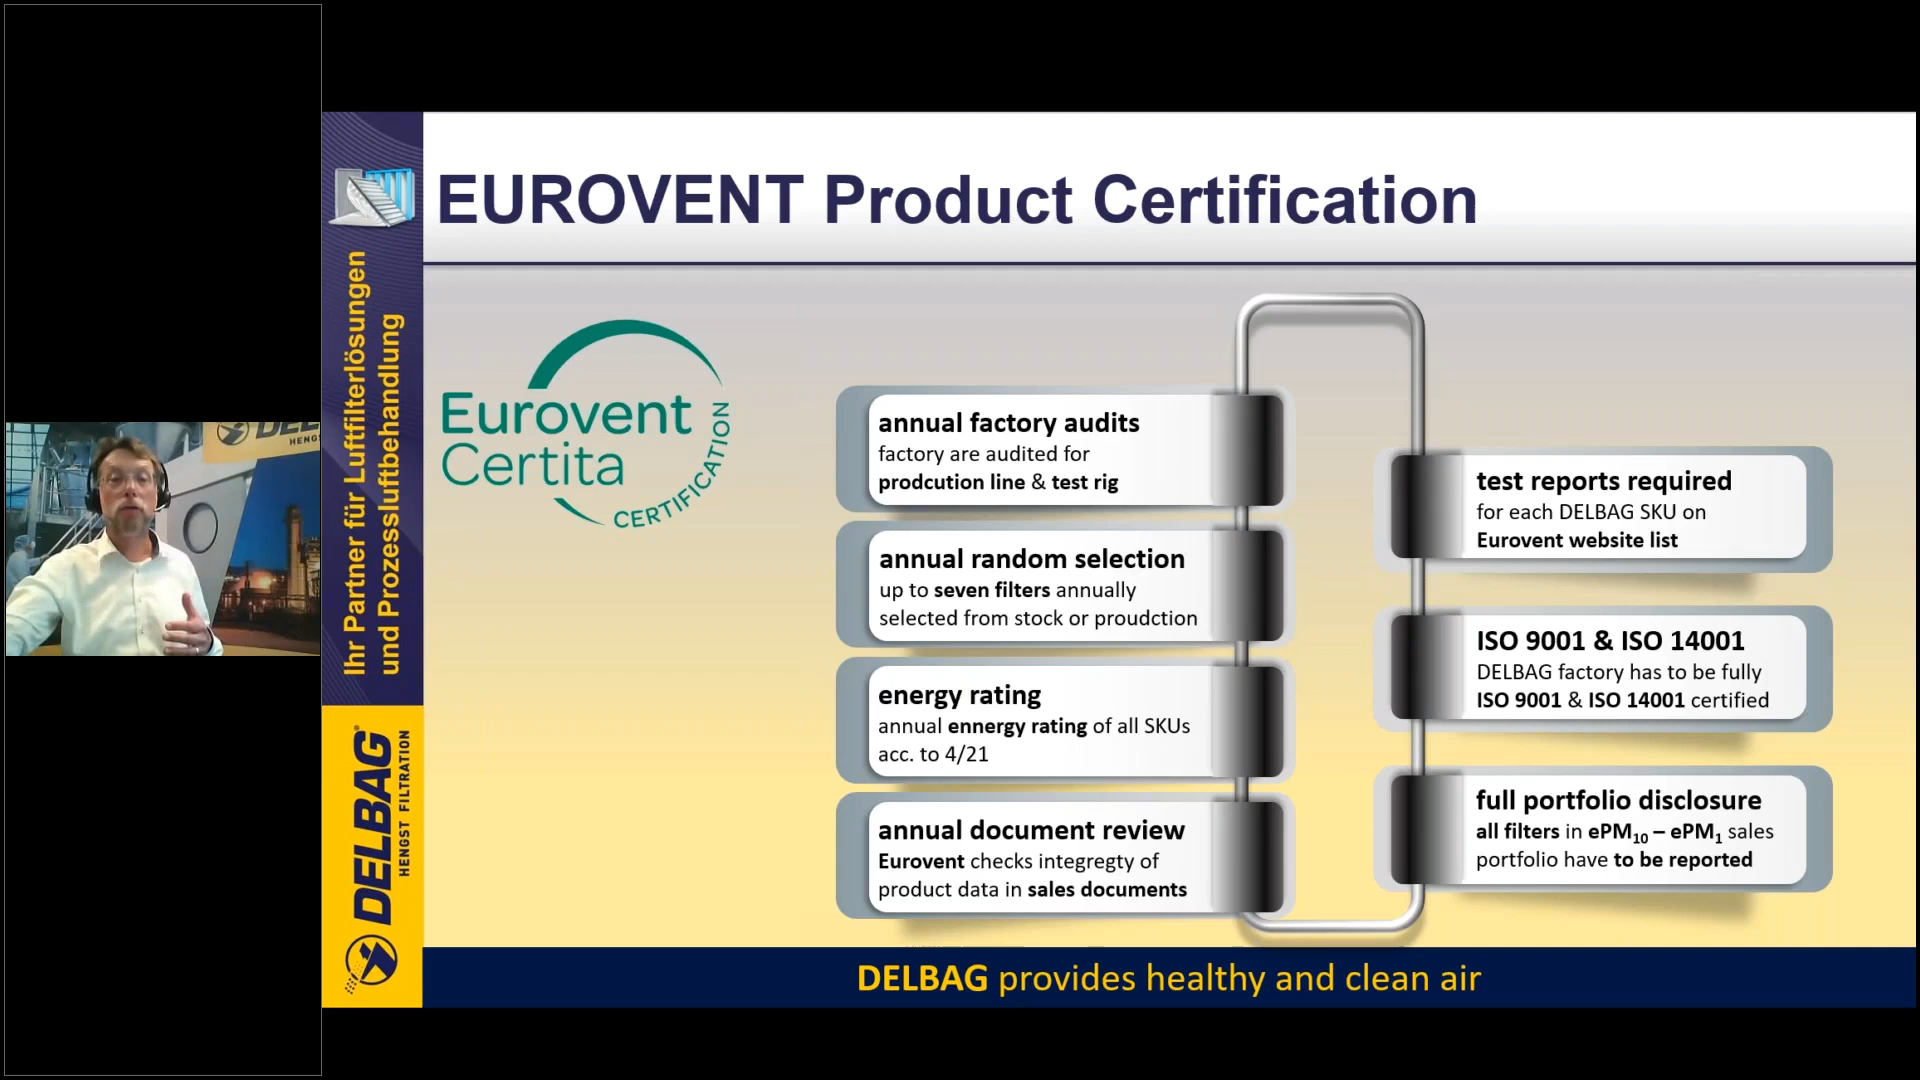 EUROVENT Product Certification
Ihr Partner für Luftfilterlösungen
und Prozessluftbehandlung
DELBAG
HENGST FILTRATION
Eurovent
Certita
CERTIFICATION
annual factory audits
factory are audited for
prodcution line & test rig
annual random selection
up to seven filters annually
selected from stock or proudction
energy rating
annual ennergy rating of all SKUs
acc. to 4/21
annual document review
Eurovent checks integregty of
product data in sales documents
test reports required
for each DELBAG SKU on
Eurovent website list
ISO 9001 & ISO 14001
DELBAG factory has to be fully
ISO 9001 & ISO 14001 certified
full portfolio disclosure
all filters in ePM10 – ePM1 sales
portfolio have to be reported
DELBAG provides healthy and clean air